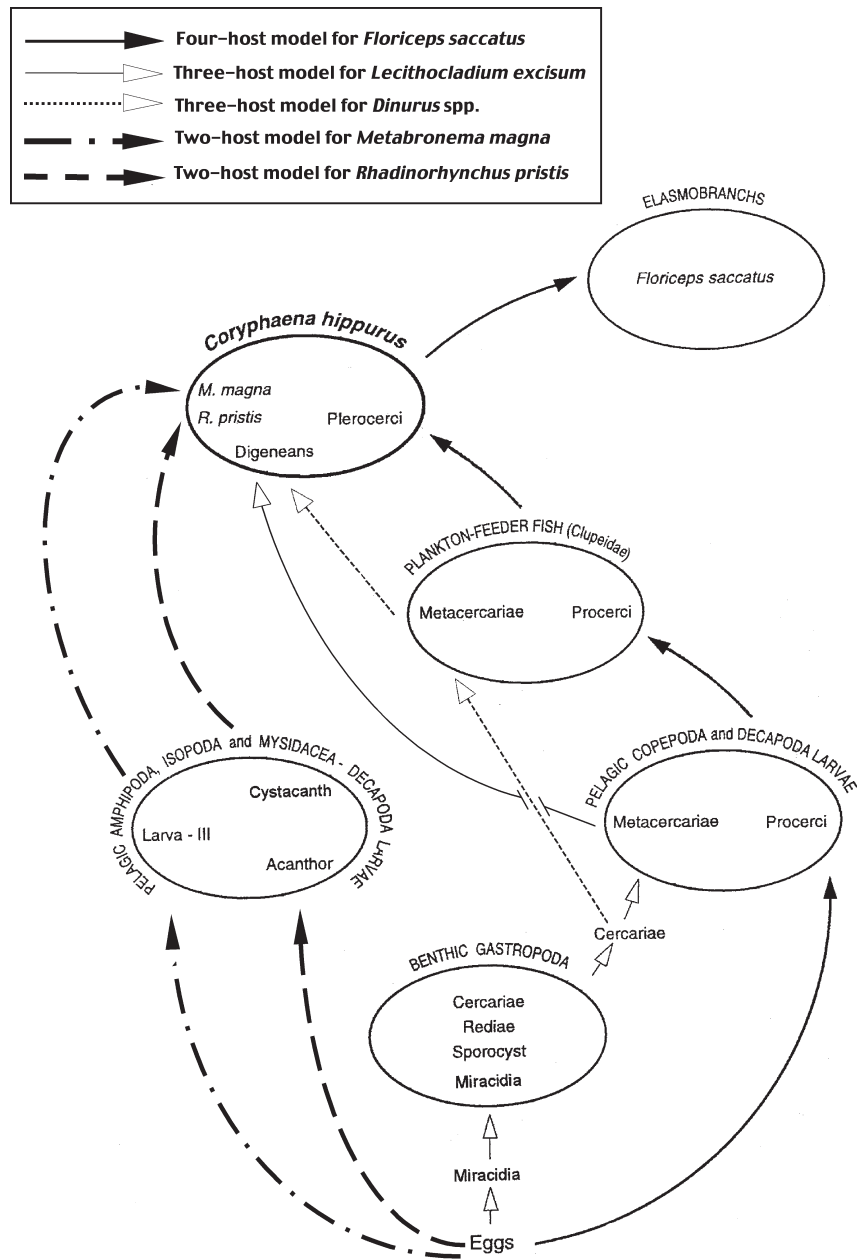 Four-host model for Floriceps saccatus
Three-host model for Lecithocladium excisum
Three-host model for Dinurus spp.
Two-host model for Metabronema magna
Two-host model for Rhadinorhynchus pristis
ELASMOBRANCHS
Floriceps saccatus
Coryphaena hippurus
M. magna
R. pristis
Plerocerci
Digeneans
PLANKTON-FEEDER FISH (Clupeidae)
Metacercariae
Procerci
PELAGIC AMPHIPODA, ISOPODA and MYSIDACEA - DECAPODA LARVAE
Cystacanth
Larva - III
Acanthor
PELAGIC COPEPODA and DECAPODA LARVAE
Metacercariae
Procerci
Cercariae
BENTHIC GASTROPODA
Cercariae
Rediae
Sporocyst
Miracidia
Miracidia
Eggs